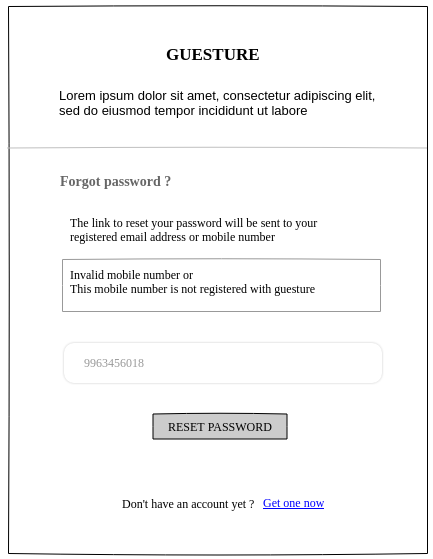 GUESTURE
Lorem ipsum dolor sit amet, consectetur adipiscing elit,
sed do eiusmod tempor incididunt ut labore
Forgot password ?
The link to reset your password will be sent to your
registered email address or mobile number
Invalid mobile number or
This mobile number is not registered with guesture
9963456018
RESET PASSWORD
Don't have an account yet ? Get one now